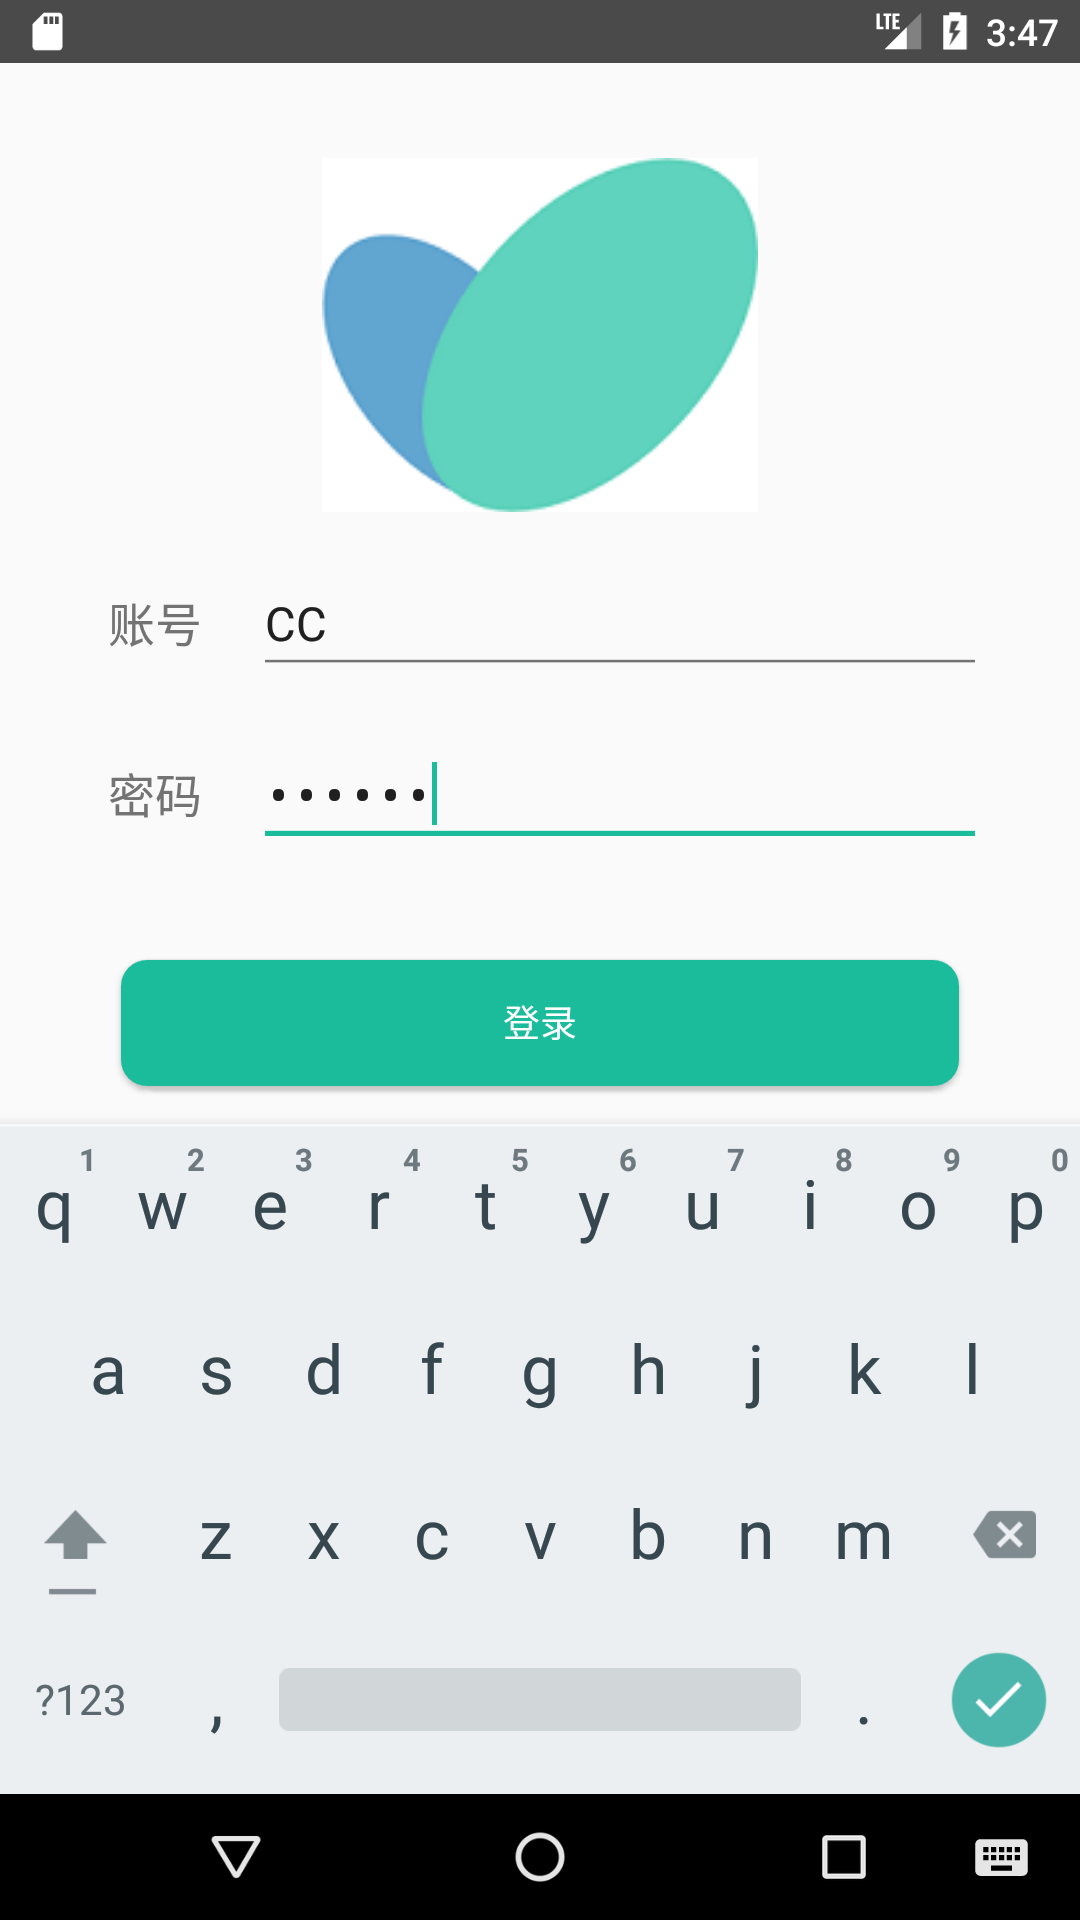 LTE 3:47
账号 CC
密码 ••••••
登录
1 2 3 4 5 6 7 8 9 0
q w e r t y u i o p
a s d f g h j k l
z x c v b n m
?123 , .